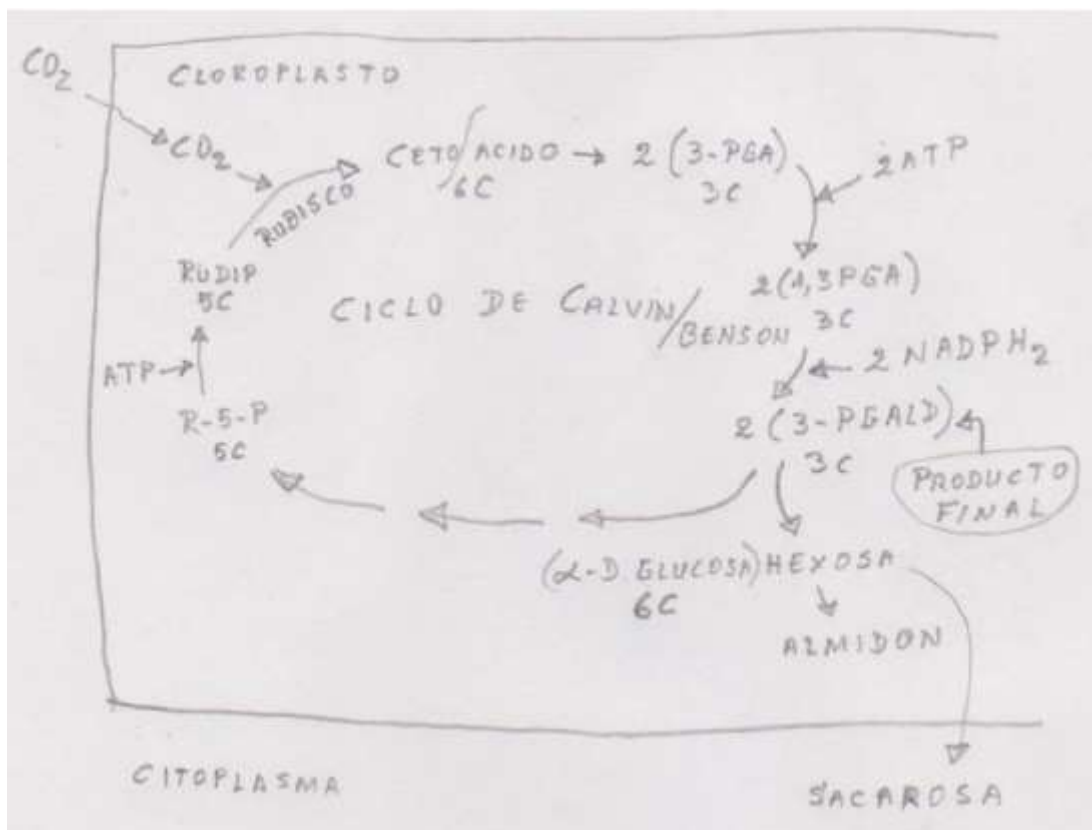 CO2
CLOROPLASTO
CO2
CETO/ACIDO → 2 (3-PGA)
6C
3C
2ATP
RUBISCO
RUDIP
5C
2(1,3PGA)
3C
CICLO DE CALVIN/BENSON
2 NADPH2
ATP
R-5-P
5C
2 (3-PGALD)
3C
PRODUCTO
FINAL
(α-D GLUCOSA) HEXOSA
6C
ALMIDON
CITOPLASMA
SACAROSA